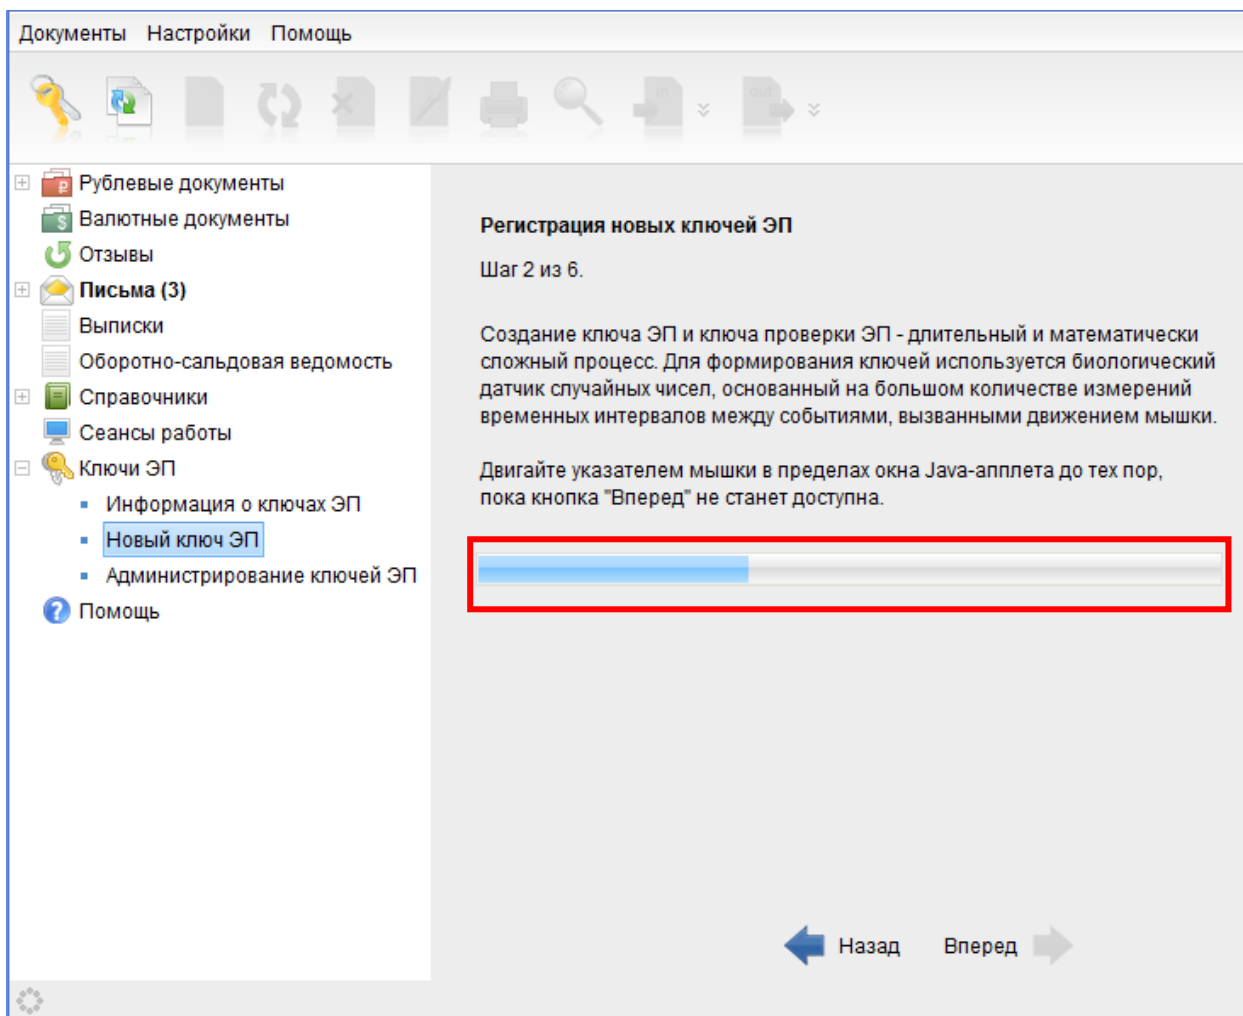 Документы Настройки Помощь
in
out
Рублевые документы
Валютные документы
Отзывы
Письма (3)
Выписки
Оборотно-сальдовая ведомость
Справочники
Сеансы работы
Ключи ЭП
Информация о ключах ЭП
Новый ключ ЭП
Администрирование ключей ЭП
Помощь
Регистрация новых ключей ЭП
Шаг 2 из 6.
Создание ключа ЭП и ключа проверки ЭП - длительный и математически
сложный процесс. Для формирования ключей используется биологический
датчик случайных чисел, основанный на большом количестве измерений
временных интервалов между событиями, вызванными движением мышки.
Двигайте указателем мышки в пределах окна Java-апплета до тех пор,
пока кнопка "Вперед" не станет доступна.
Назад Вперед